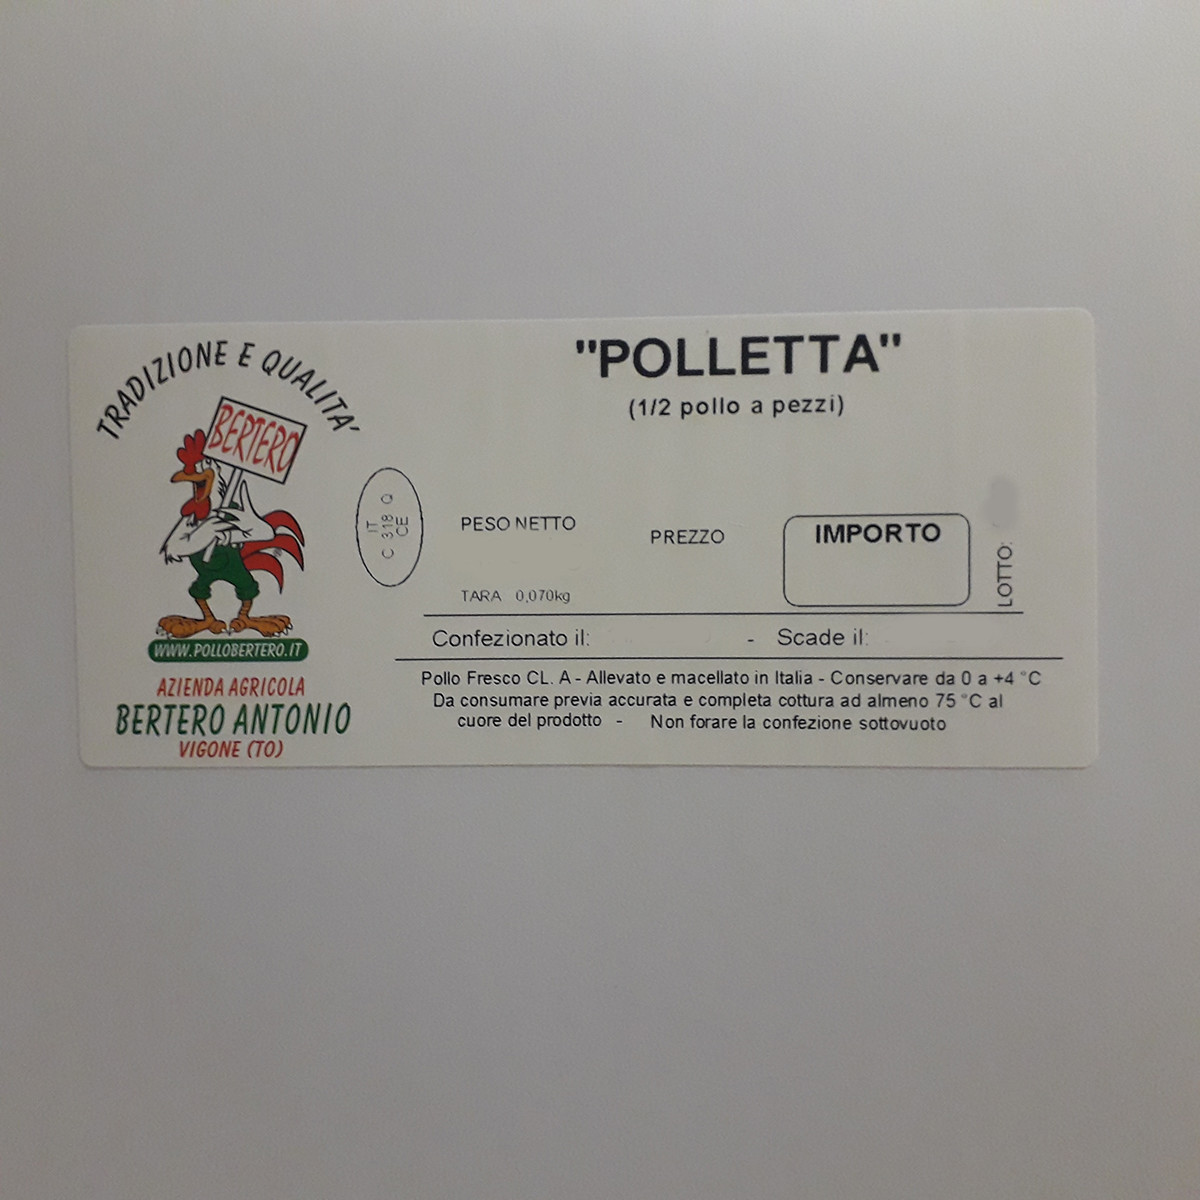 TRADIZIONE E QUALITA'
BERTERO
WWW.POLLOBERTERO.IT
AZIENDA AGRICOLA
BERTERO ANTONIO
VIGONE (TO)
IT
C 318 Q
CE
"POLLETTA"
(1/2 pollo a pezzi)
PESO NETTO
PREZZO
IMPORTO
LOTTO:
TARA 0,070kg
Confezionato il: - Scade il:
Pollo Fresco CL. A - Allevato e macellato in Italia - Conservare da 0 a +4 °C
Da consumare previa accurata e completa cottura ad almeno 75 °C al
cuore del prodotto - Non forare la confezione sottovuoto